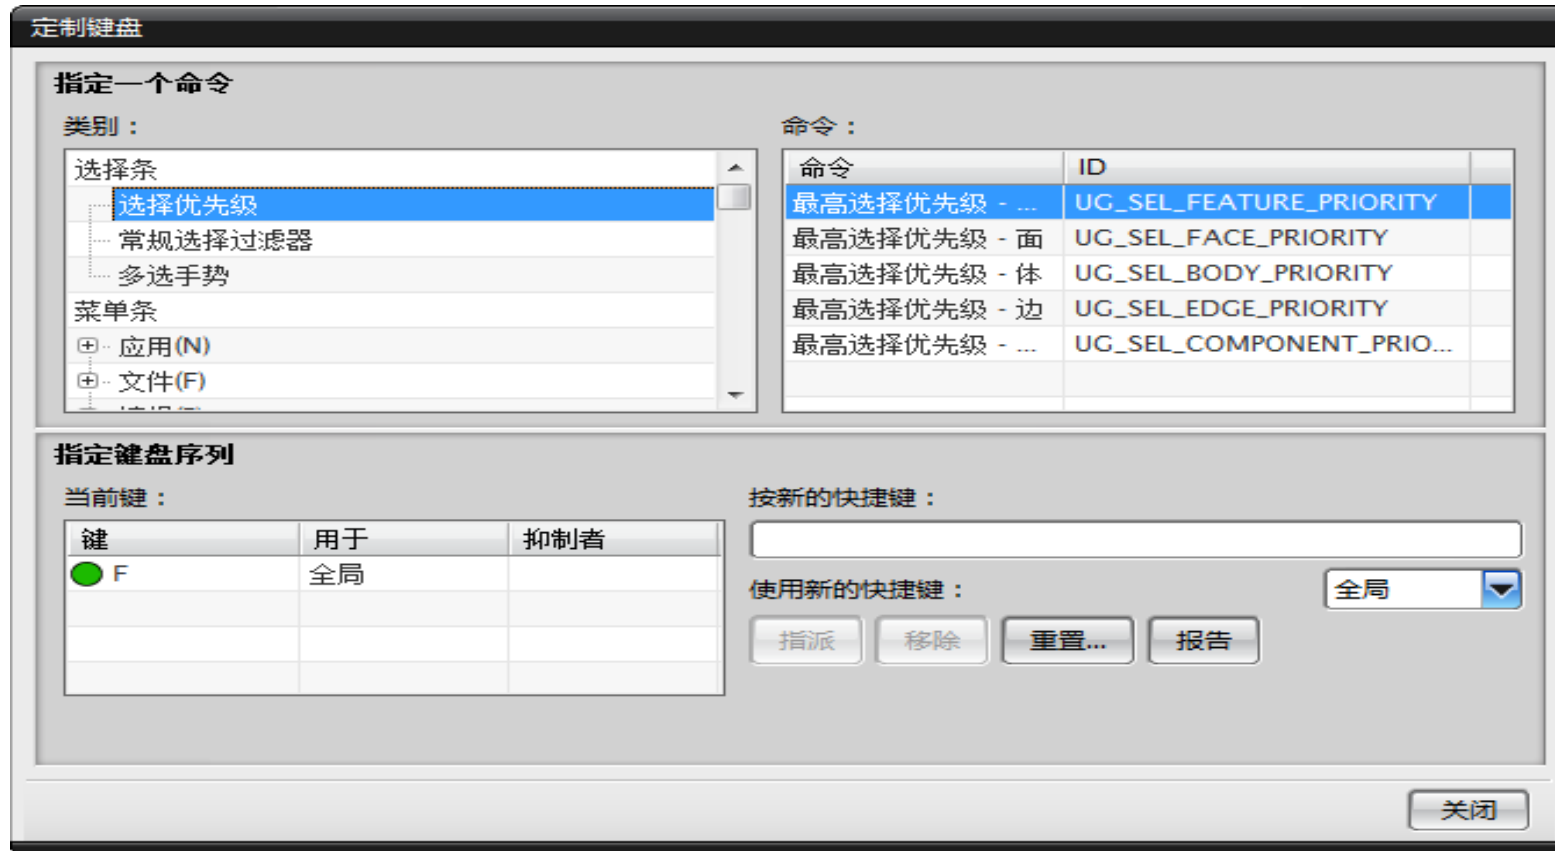 定制键盘
指定一个命令
类别：
命令：
选择条
选择优先级
常规选择过滤器
多选手势
菜单条
应用(N)
文件(F)
命令 ID
最高选择优先级 - ... UG_SEL_FEATURE_PRIORITY
最高选择优先级 - 面 UG_SEL_FACE_PRIORITY
最高选择优先级 - 体 UG_SEL_BODY_PRIORITY
最高选择优先级 - 边 UG_SEL_EDGE_PRIORITY
最高选择优先级 - ... UG_SEL_COMPONENT_PRIO...
指定键盘序列
当前键：
键 用于 抑制者
F 全局
按新的快捷键：
使用新的快捷键： 全局
指派 移除 重置... 报告
关闭